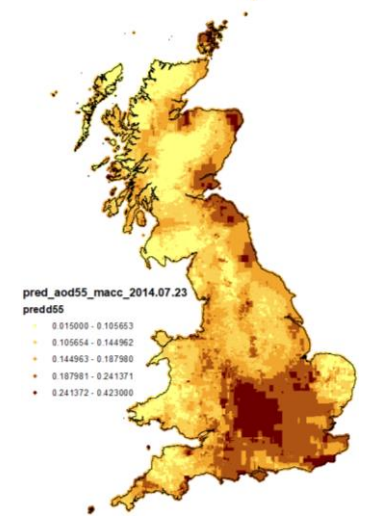 pred_aod55_macc_2014.07.23
predd55
0.015000 - 0.105653
0.105654 - 0.144962
0.144963 - 0.187980
0.187981 - 0.241371
0.241372 - 0.423000